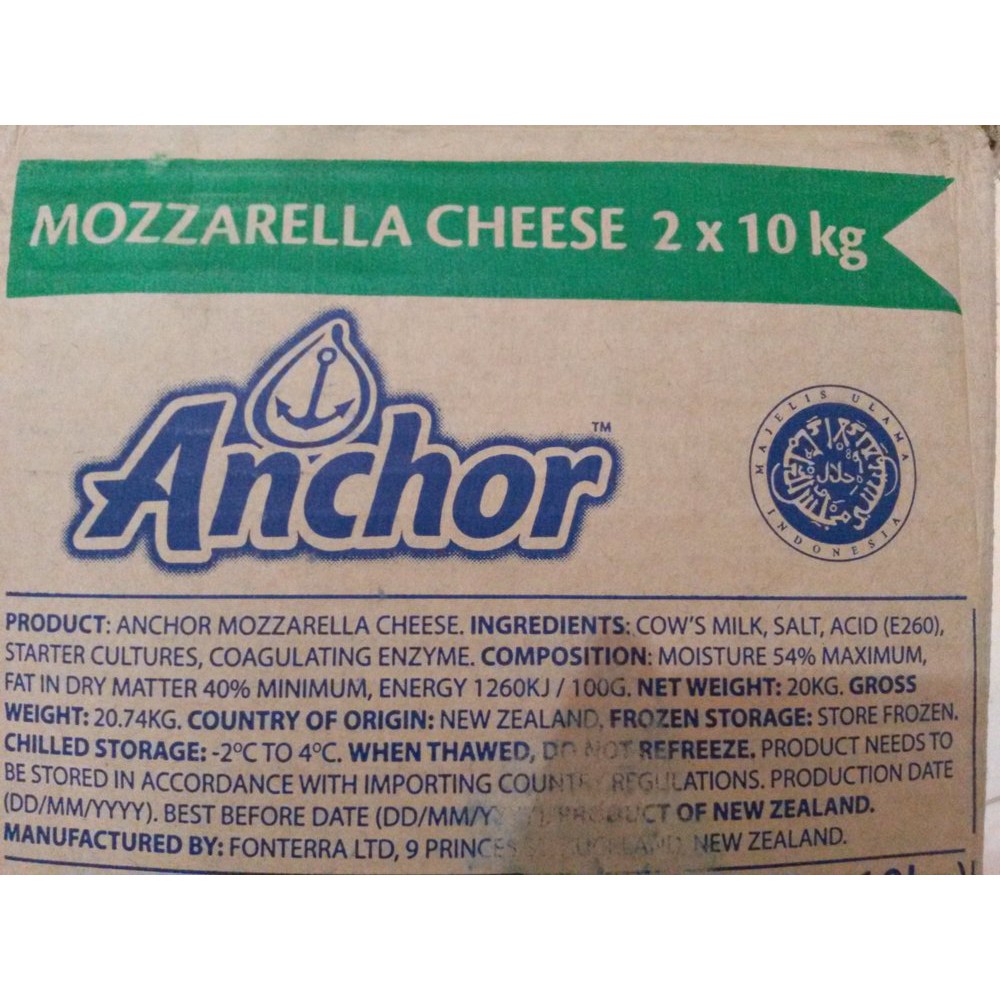 MOZZARELLA CHEESE 2 x 10 kg
Anchor™
MAJELIS ULAMA
حلال
INDONESIA
PRODUCT: ANCHOR MOZZARELLA CHEESE. INGREDIENTS: COW'S MILK, SALT, ACID (E260),
STARTER CULTURES, COAGULATING ENZYME. COMPOSITION: MOISTURE 54% MAXIMUM,
FAT IN DRY MATTER 40% MINIMUM, ENERGY 1260KJ / 100G. NET WEIGHT: 20KG. GROSS
WEIGHT: 20.74KG. COUNTRY OF ORIGIN: NEW ZEALAND, FROZEN STORAGE: STORE FROZEN.
CHILLED STORAGE: -2°C TO 4°C. WHEN THAWED, DO NOT REFREEZE. PRODUCT NEEDS TO
BE STORED IN ACCORDANCE WITH IMPORTING COUNTRY REGULATIONS. PRODUCTION DATE
(DD/MM/YYYY). BEST BEFORE DATE (DD/MM/YYYY). PRODUCT OF NEW ZEALAND.
MANUFACTURED BY: FONTERRA LTD, 9 PRINCES AUCKLAND, NEW ZEALAND.